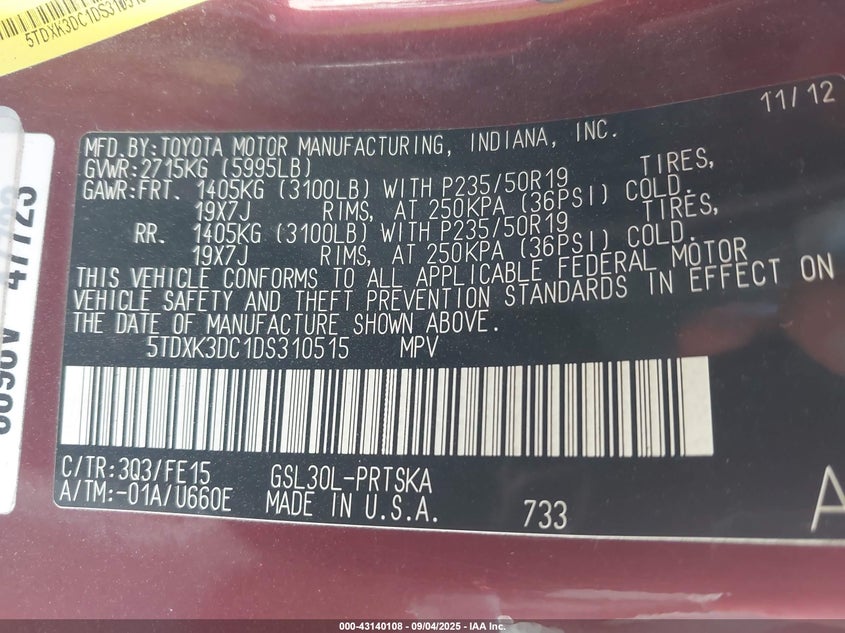 5TDXK3DC1DS310515
11/12
MFD.BY:TOYOTA MOTOR MANUFACTURING, INDIANA, INC.
GVWR:2715KG (5995LB)
GAWR:FRT. 1405KG (3100LB) WITH P235/50R19 TIRES,
19X7J RIMS, AT 250KPA (36PSI) COLD.
RR. 1405KG (3100LB) WITH P235/50R19 TIRES,
19X7J RIMS, AT 250KPA (36PSI) COLD.
THIS VEHICLE CONFORMS TO ALL APPLICABLE FEDERAL MOTOR
VEHICLE SAFETY AND THEFT PREVENTION STANDARDS IN EFFECT ON
THE DATE OF MANUFACTURE SHOWN ABOVE.
5TDXK3DC1DS310515 MPV
C/TR:3Q3/FE15 GSL30L-PRTSKA
A/TM:-01A/U660E MADE IN U.S.A. 733
A
000-43140108 - 09/04/2025 - IAA Inc.